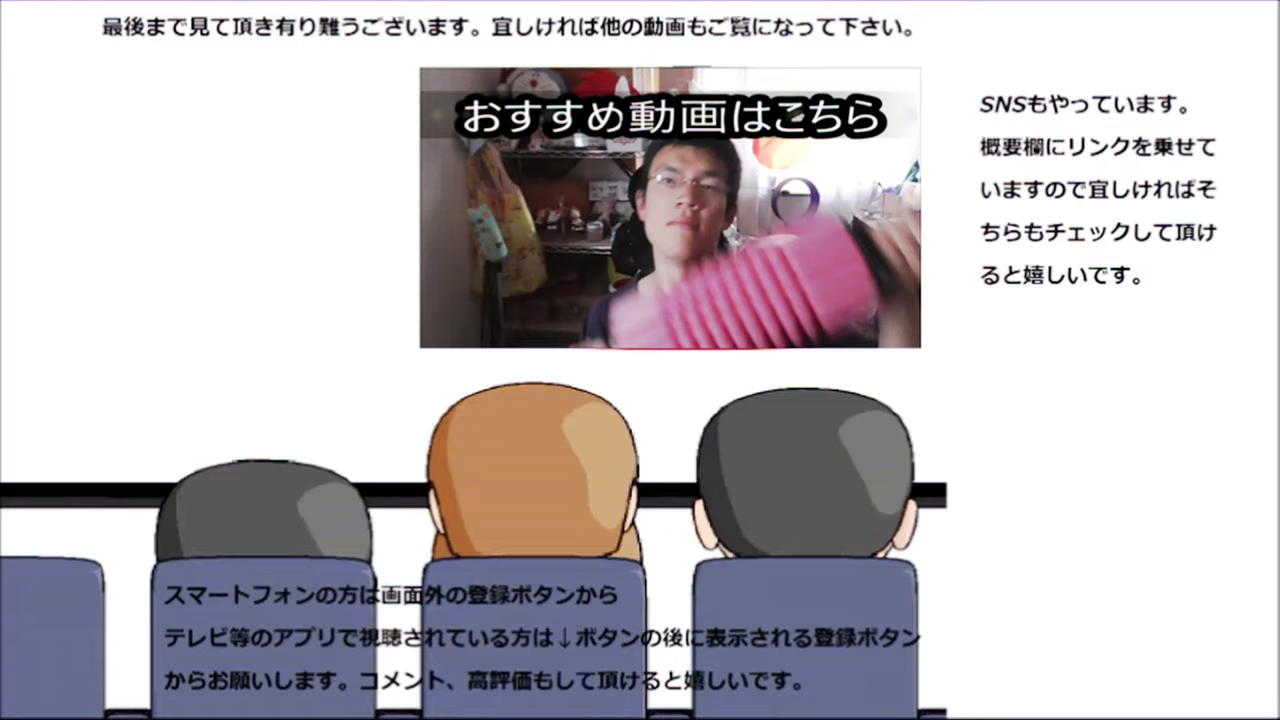 最後まで見て頂き有り難うございます。宜しければ他の動画もご覧になって下さい。
おすすめ動画はこちら
SNSもやっています。
概要欄にリンクを乗せて
いますので宜しければそ
ちらもチェックして頂け
ると嬉しいです。
スマートフォンの方は画面外の登録ボタンから
テレビ等のアプリで視聴されている方は↓ボタンの後に表示される登録ボタン
からお願いします。コメント、高評価もして頂けると嬉しいです。